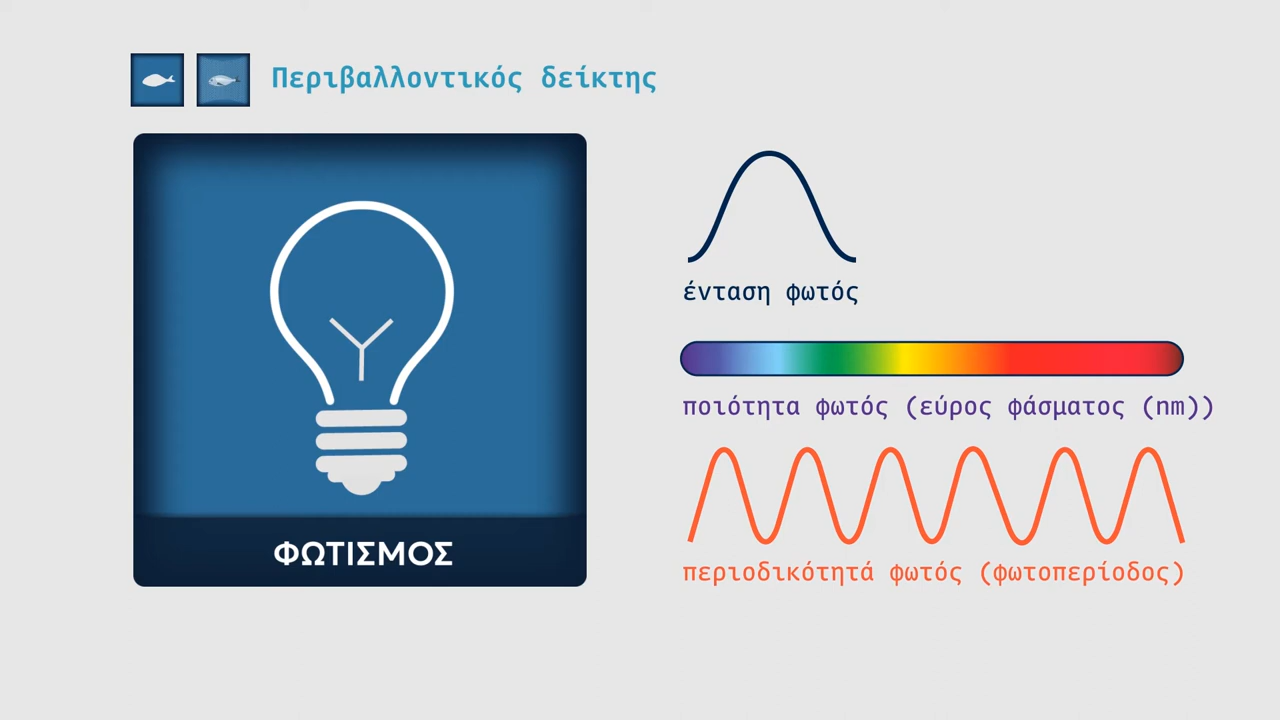 Περιβαλλοντικός δείκτης
ΦΩΤΙΣΜΟΣ
ένταση φωτός
ποιότητα φωτός (εύρος φάσματος (nm))
περιοδικότητά φωτός (φωτοπερίοδος)